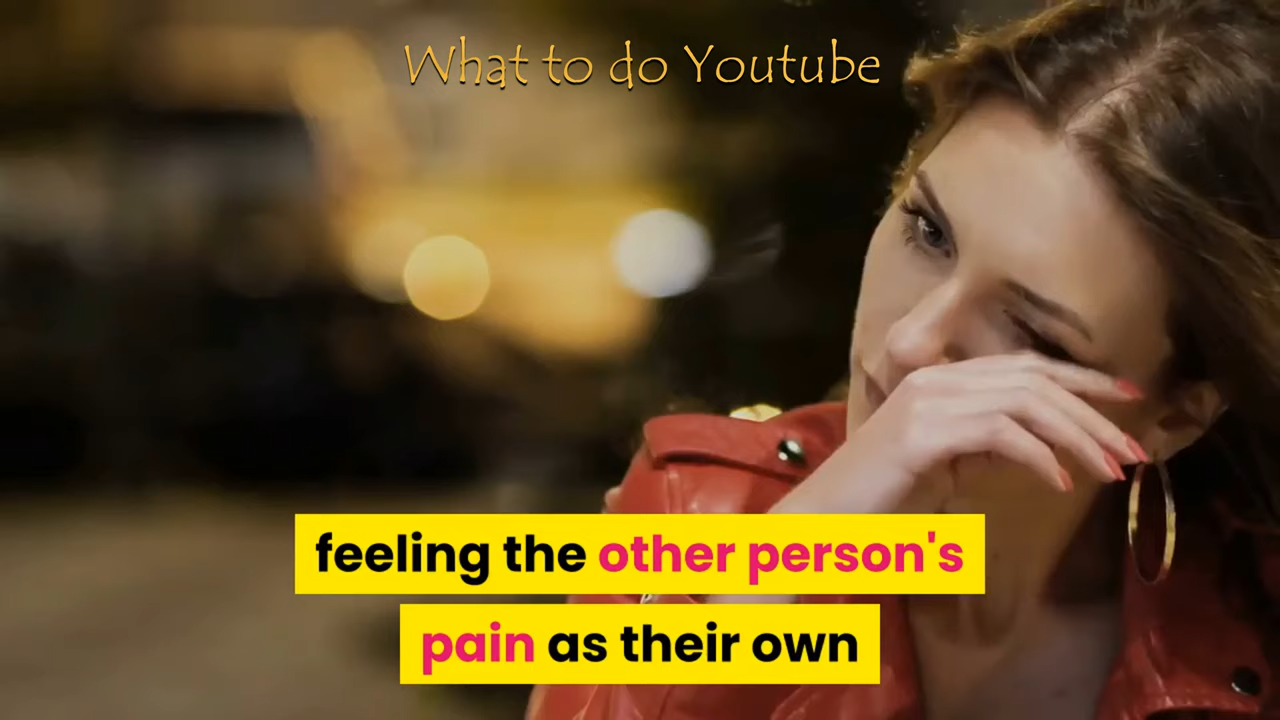 What to do Youtube
feeling the other person's
pain as their own